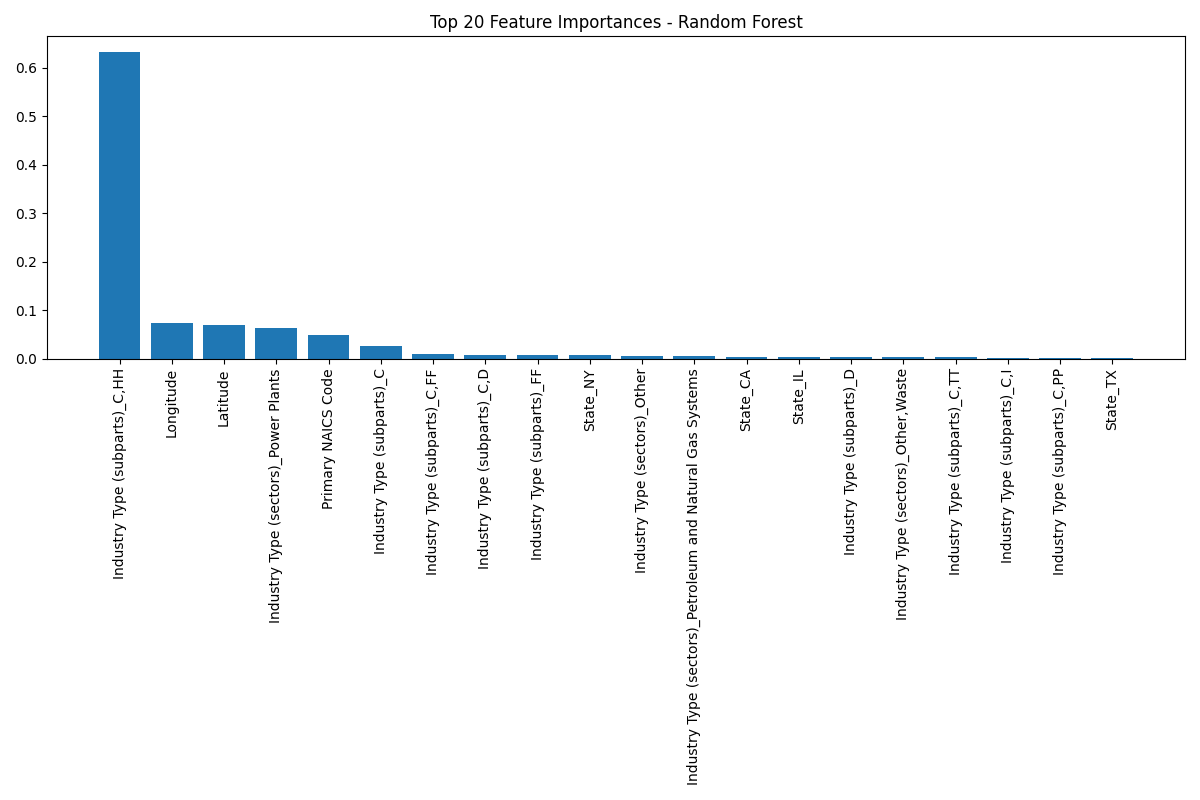 Top 20 Feature Importances - Random Forest
0.6
0.5
0.4
0.3
0.2
0.1
0.0
Industry Type (subparts)_C,HH
Longitude
Latitude
Industry Type (sectors)_Power Plants
Primary NAICS Code
Industry Type (subparts)_C
Industry Type (subparts)_C,FF
Industry Type (subparts)_C,D
Industry Type (subparts)_FF
State_NY
Industry Type (sectors)_Other
Industry Type (sectors)_Petroleum and Natural Gas Systems
State_CA
State_IL
Industry Type (subparts)_D
Industry Type (sectors)_Other,Waste
Industry Type (subparts)_C,TT
Industry Type (subparts)_C,I
Industry Type (subparts)_C,PP
State_TX